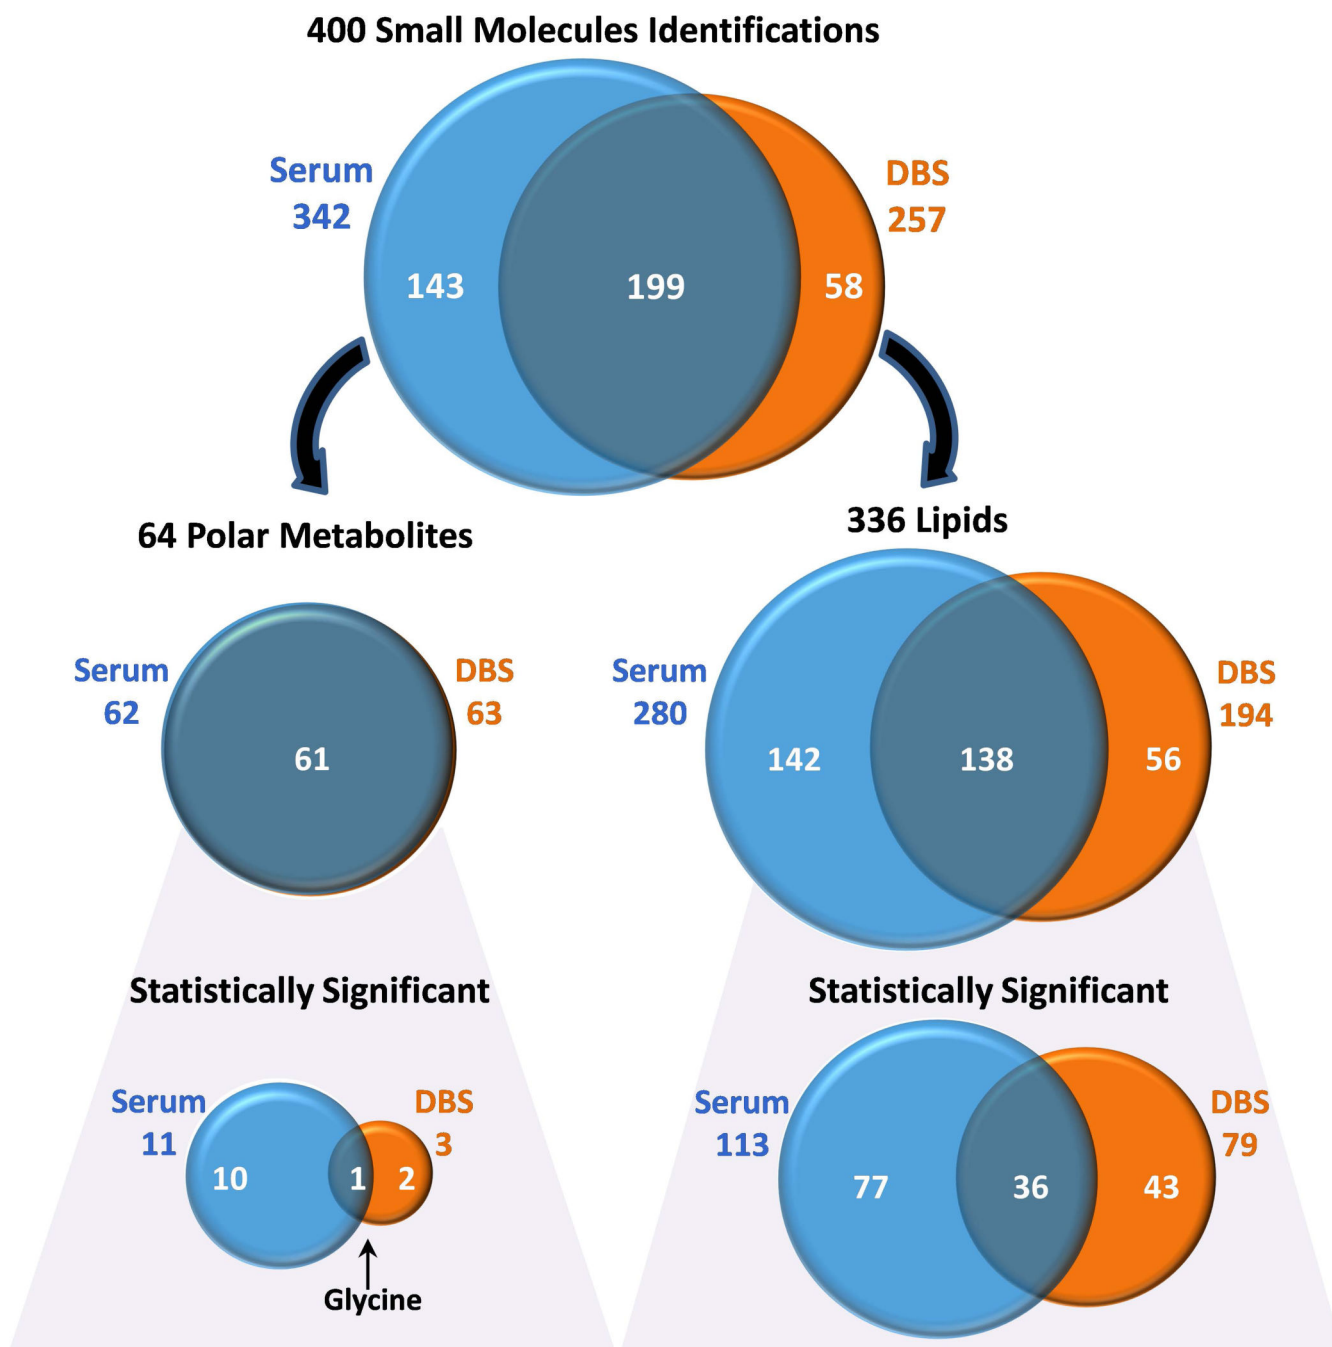 400 Small Molecules Identifications
Serum
342
DBS
257
143
199
58
64 Polar Metabolites
336 Lipids
Serum
62
DBS
63
61
Serum
280
DBS
194
142
138
56
Statistically Significant
Statistically Significant
Serum
11
DBS
3
10
1
2
Glycine
Serum
113
DBS
79
77
36
43